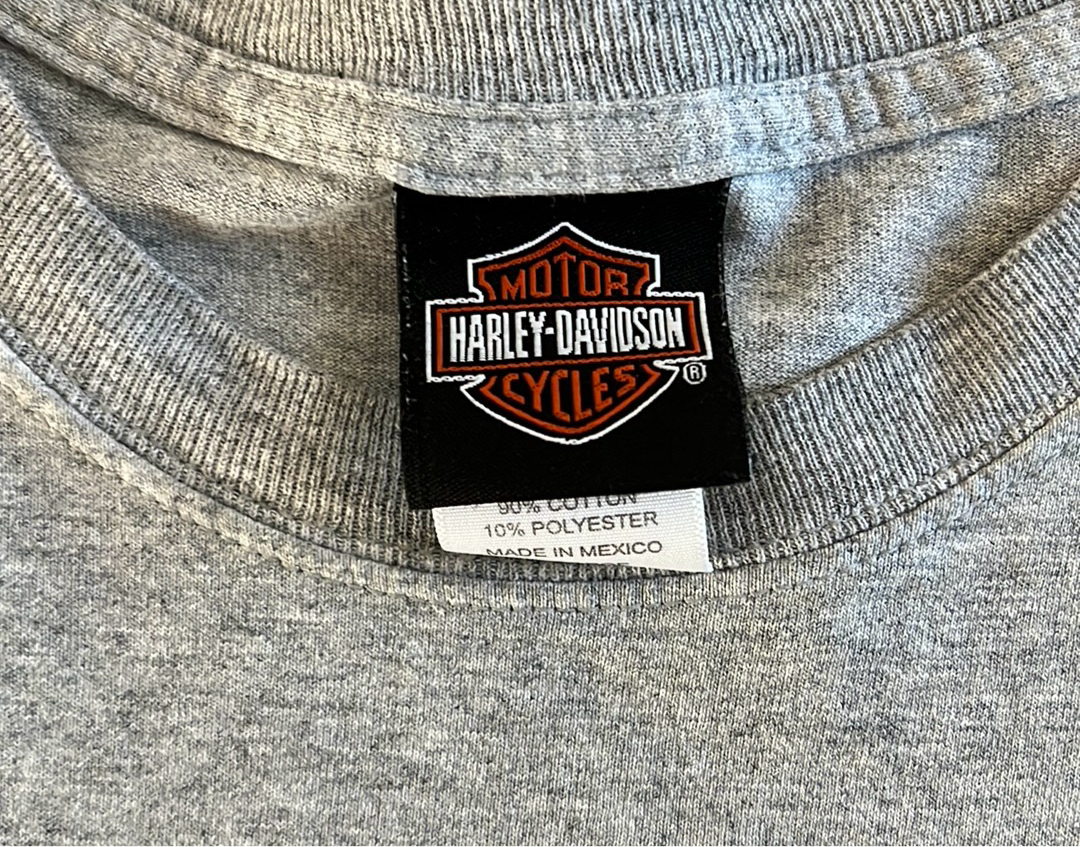 MOTOR
HARLEY-DAVIDSON
CYCLES
®
90% COTTON
10% POLYESTER
MADE IN MEXICO